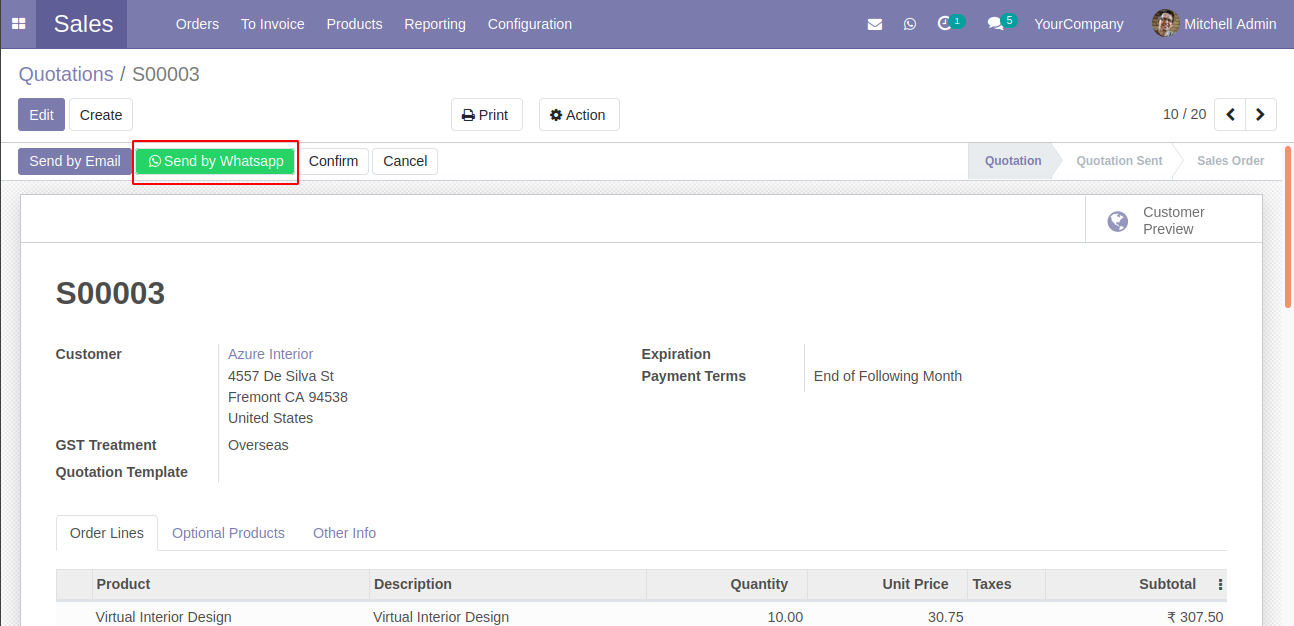 Sales Orders To Invoice Products Reporting Configuration 1 5 YourCompany Mitchell Admin
Quotations / S00003
Edit Create Print Action 10 / 20
Send by Email Send by Whatsapp Confirm Cancel Quotation Quotation Sent Sales Order
Customer
Preview
S00003
Customer Azure Interior Expiration
4557 De Silva St Payment Terms End of Following Month
Fremont CA 94538
United States
GST Treatment Overseas
Quotation Template
Order Lines Optional Products Other Info
Product Description Quantity Unit Price Taxes Subtotal
Virtual Interior Design Virtual Interior Design 10.00 30.75 ₹ 307.50